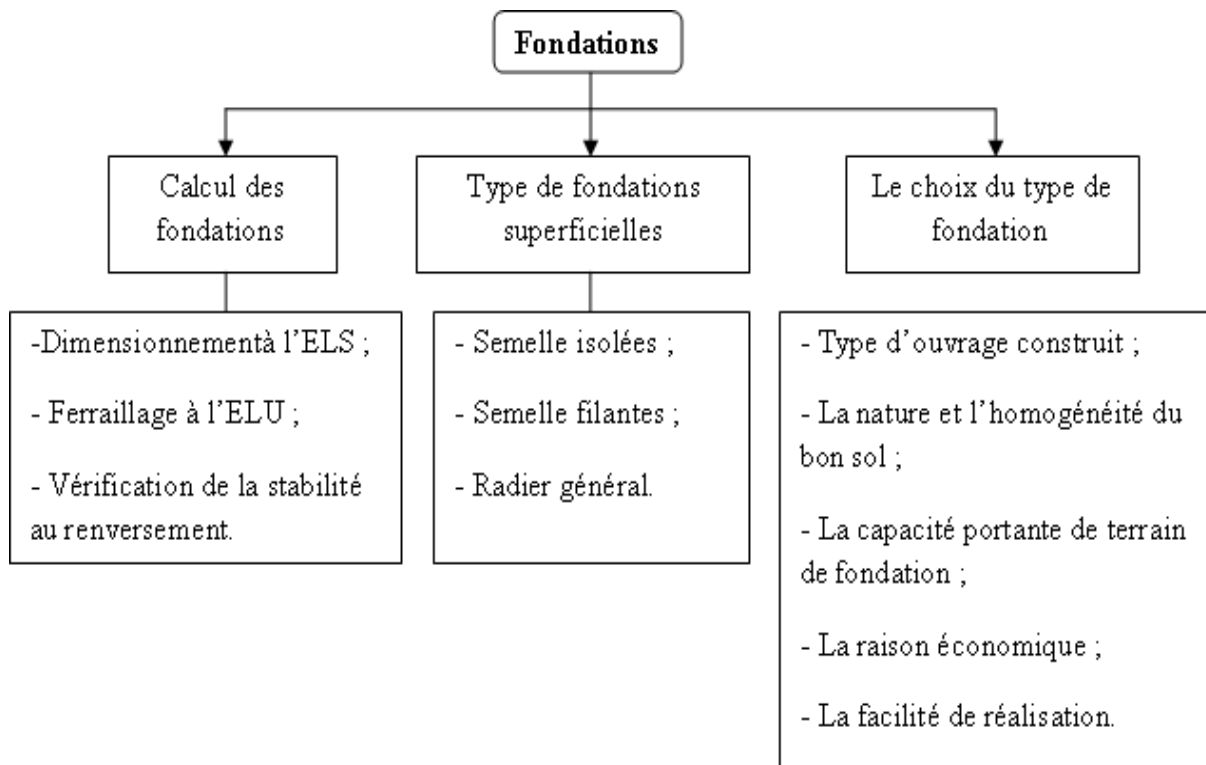 Fondations
Calcul des
fondations
Type de fondations
superficielles
Le choix du type de
fondation
-Dimensionnementà l'ELS ;
- Ferraillage à l'ELU ;
- Vérification de la stabilité
au renversement.
- Semelle isolées ;
- Semelle filantes ;
- Radier général.
- Type d'ouvrage construit ;
- La nature et l'homogénéité du
bon sol ;
- La capacité portante de terrain
de fondation ;
- La raison économique ;
- La facilité de réalisation.